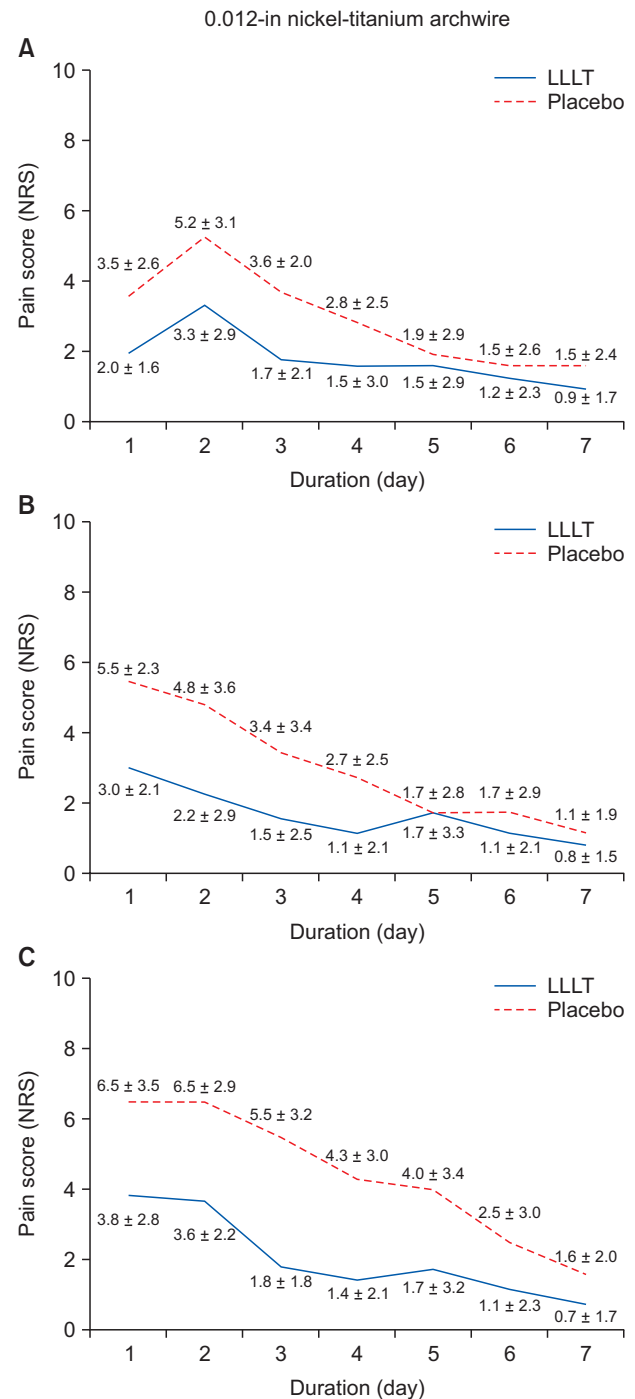 0.012-in nickel-titanium archwire
A
10
8
6
4
2
0
Pain score (NRS)
LLLT
Placebo
3.5 ± 2.6
5.2 ± 3.1
3.6 ± 2.0
2.8 ± 2.5
1.9 ± 2.9
1.5 ± 2.6
1.5 ± 2.4
2.0 ± 1.6
3.3 ± 2.9
1.7 ± 2.1
1.5 ± 3.0
1.5 ± 2.9
1.2 ± 2.3
0.9 ± 1.7
1 2 3 4 5 6 7
Duration (day)
B
10
8
6
4
2
0
Pain score (NRS)
LLLT
Placebo
5.5 ± 2.3
4.8 ± 3.6
3.4 ± 3.4
2.7 ± 2.5
1.7 ± 2.8
1.7 ± 2.9
1.1 ± 1.9
3.0 ± 2.1
2.2 ± 2.9
1.5 ± 2.5
1.1 ± 2.1
1.7 ± 3.3
1.1 ± 2.1
0.8 ± 1.5
1 2 3 4 5 6 7
Duration (day)
C
10
8
6
4
2
0
Pain score (NRS)
LLLT
Placebo
6.5 ± 3.5
6.5 ± 2.9
5.5 ± 3.2
4.3 ± 3.0
4.0 ± 3.4
2.5 ± 3.0
1.6 ± 2.0
3.8 ± 2.8
3.6 ± 2.2
1.8 ± 1.8
1.4 ± 2.1
1.7 ± 3.2
1.1 ± 2.3
0.7 ± 1.7
1 2 3 4 5 6 7
Duration (day)